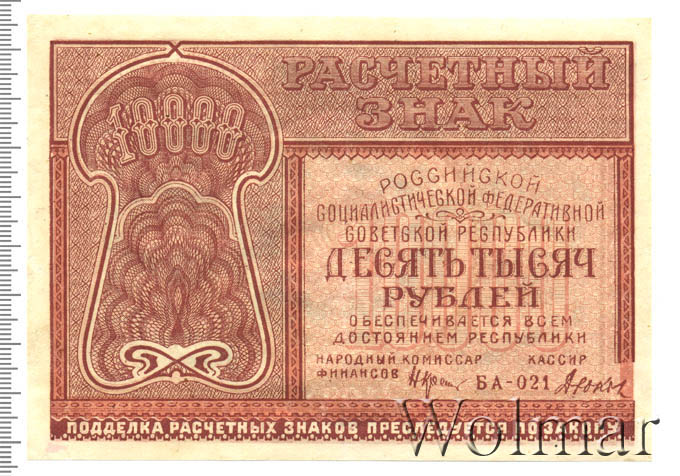 10000
РАСЧЕТНЫЙ
ЗНАК
РОССИЙСКОЙ
СОЦИАЛИСТИЧЕСКОЙ ФЕДЕРАТИВНОЙ
СОВЕТСКОЙ РЕСПУБЛИКИ
ДЕСЯТЬ ТЫСЯЧ
РУБЛЕЙ
ОБЕСПЕЧИВАЕТСЯ ВСЕМ
ДОСТОЯНИЕМ РЕСПУБЛИКИ
НАРОДНЫЙ КОМИССАР КАССИР
ФИНАНСОВ БА-021
ПОДДЕЛКА РАСЧЕТНЫХ ЗНАКОВ ПРЕСЛЕДУЕТСЯ ПО ЗАКОНУ.
Wolmar